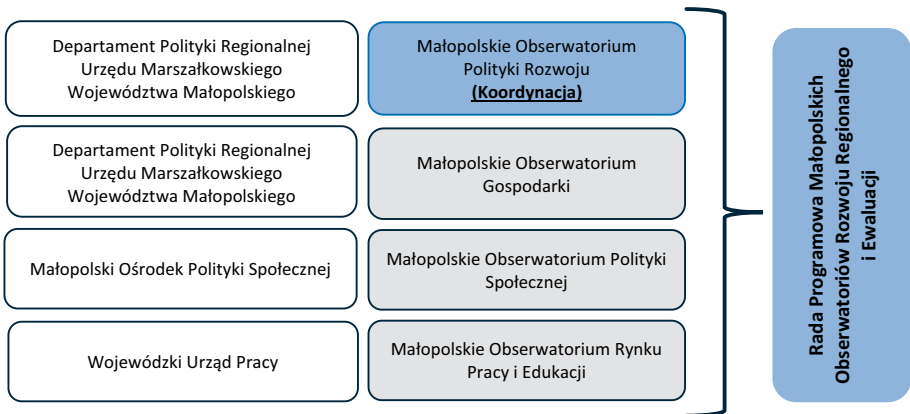 Departament Polityki Regionalnej
Urzędu Marszałkowskiego
Województwa Małopolskiego
Małopolskie Obserwatorium
Polityki Rozwoju
(Koordynacja)
Departament Polityki Regionalnej
Urzędu Marszałkowskiego
Województwa Małopolskiego
Małopolskie Obserwatorium
Gospodarki
Małopolski Ośrodek Polityki Społecznej
Małopolskie Obserwatorium Polityki
Społecznej
Wojewódzki Urząd Pracy
Małopolskie Obserwatorium Rynku
Pracy i Edukacji
Rada Programowa Małopolskich
Obserwatoriów Rozwoju Regionalnego
i Ewaluacji